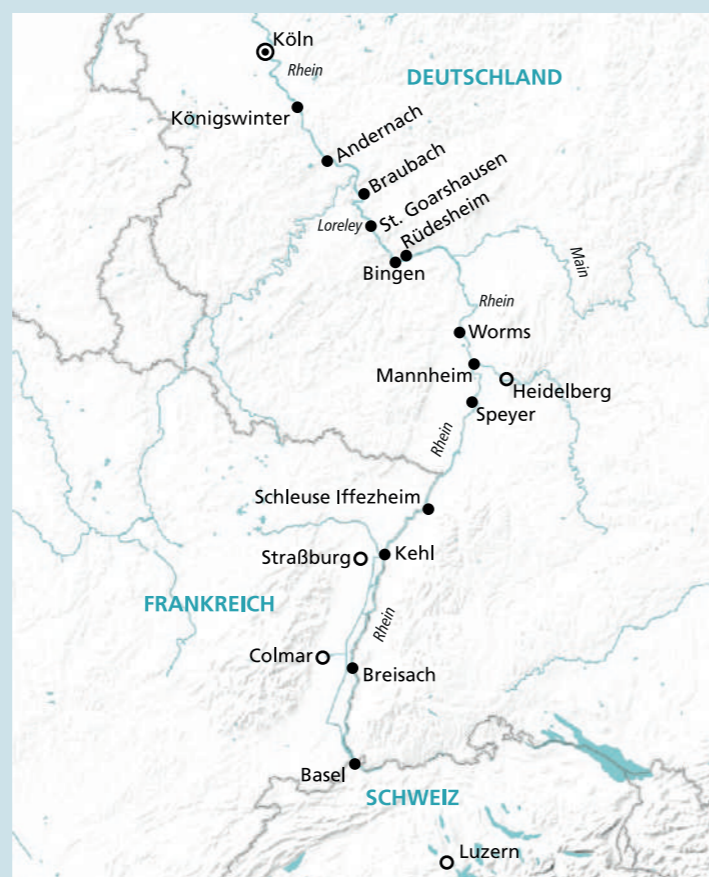 Köln
Rhein
DEUTSCHLAND
Königswinter
Andernach
Braubach
St. Goarshausen
Loreley
Rüdesheim
Bingen
Main
Rhein
Worms
Mannheim
Heidelberg
Speyer
Rhein
Schleuse Iffezheim
Straßburg
Kehl
FRANKREICH
Rhein
Colmar
Breisach
Basel
SCHWEIZ
Luzern